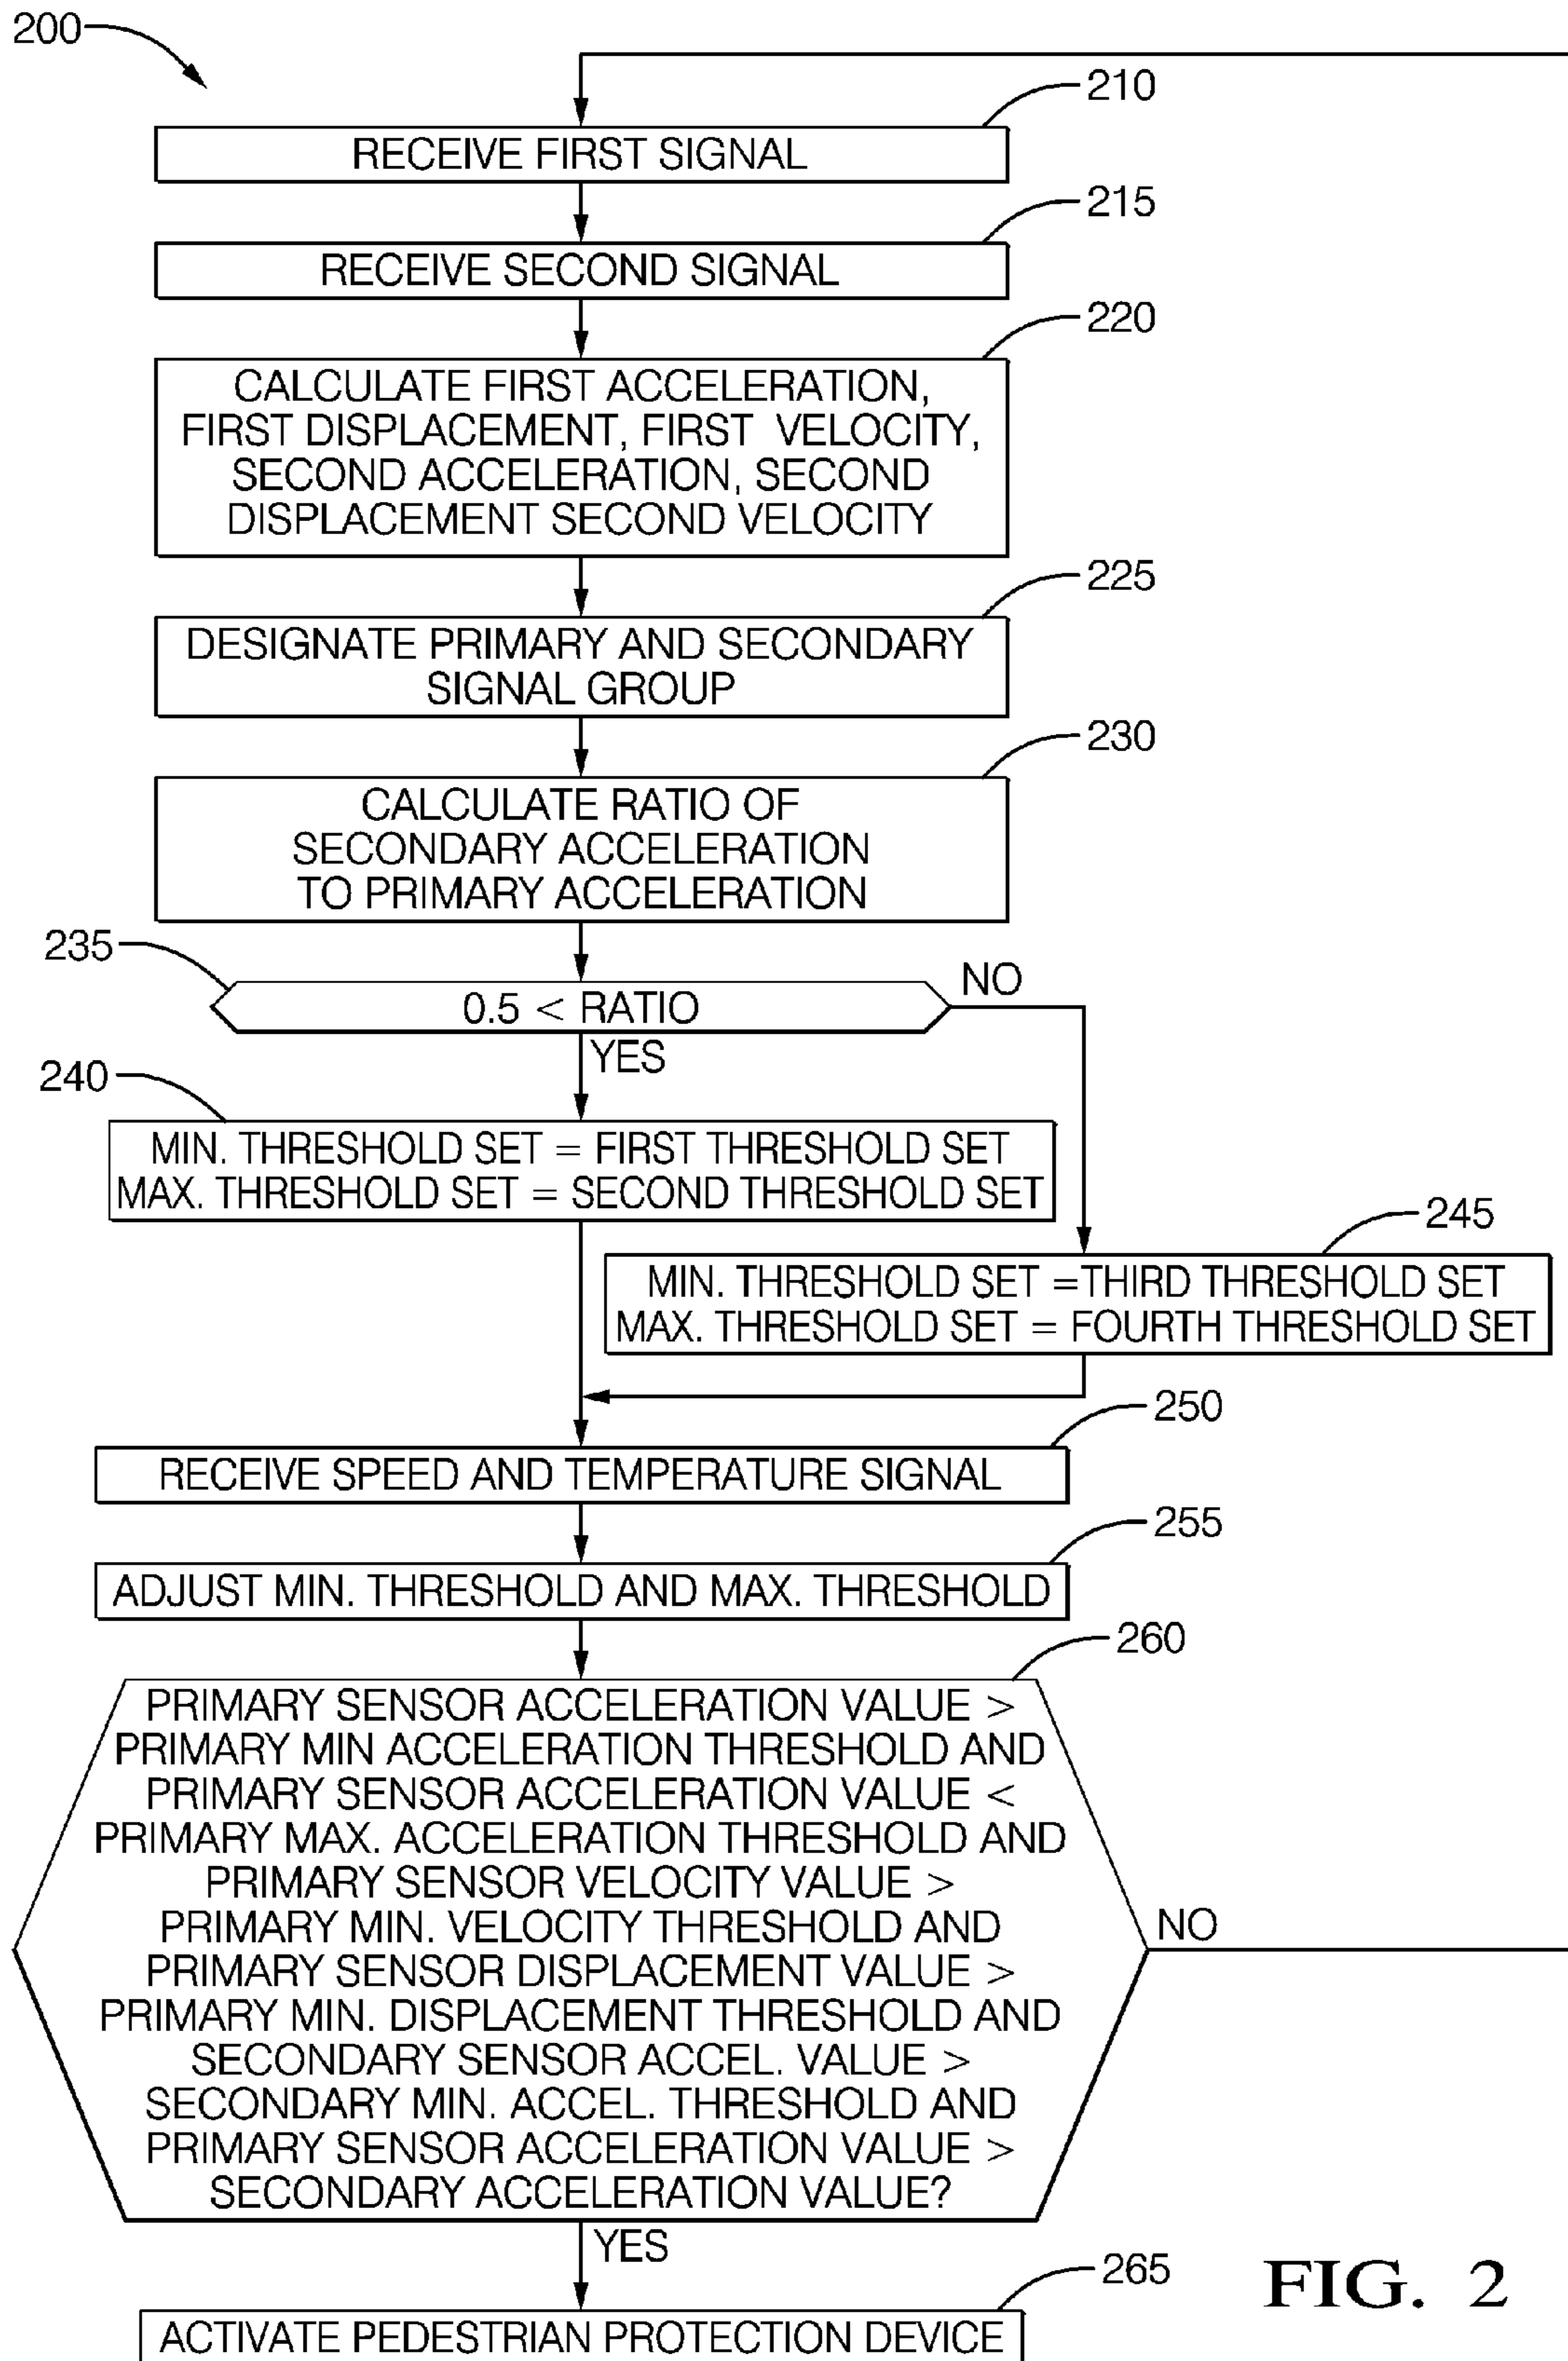 200
210
RECEIVE FIRST SIGNAL
215
RECEIVE SECOND SIGNAL
220
CALCULATE FIRST ACCELERATION,
FIRST DISPLACEMENT, FIRST VELOCITY,
SECOND ACCELERATION, SECOND
DISPLACEMENT SECOND VELOCITY
225
DESIGNATE PRIMARY AND SECONDARY
SIGNAL GROUP
230
CALCULATE RATIO OF
SECONDARY ACCELERATION
TO PRIMARY ACCELERATION
235
0.5 < RATIO
NO
YES
240
MIN. THRESHOLD SET = FIRST THRESHOLD SET
MAX. THRESHOLD SET = SECOND THRESHOLD SET
245
MIN. THRESHOLD SET =THIRD THRESHOLD SET
MAX. THRESHOLD SET = FOURTH THRESHOLD SET
250
RECEIVE SPEED AND TEMPERATURE SIGNAL
255
ADJUST MIN. THRESHOLD AND MAX. THRESHOLD
260
PRIMARY SENSOR ACCELERATION VALUE >
PRIMARY MIN ACCELERATION THRESHOLD AND
PRIMARY SENSOR ACCELERATION VALUE <
PRIMARY MAX. ACCELERATION THRESHOLD AND
PRIMARY SENSOR VELOCITY VALUE >
PRIMARY MIN. VELOCITY THRESHOLD AND
PRIMARY SENSOR DISPLACEMENT VALUE >
PRIMARY MIN. DISPLACEMENT THRESHOLD AND
SECONDARY SENSOR ACCEL. VALUE >
SECONDARY MIN. ACCEL. THRESHOLD AND
PRIMARY SENSOR ACCELERATION VALUE >
SECONDARY ACCELERATION VALUE?
NO
YES
265
ACTIVATE PEDESTRIAN PROTECTION DEVICE
FIG. 2